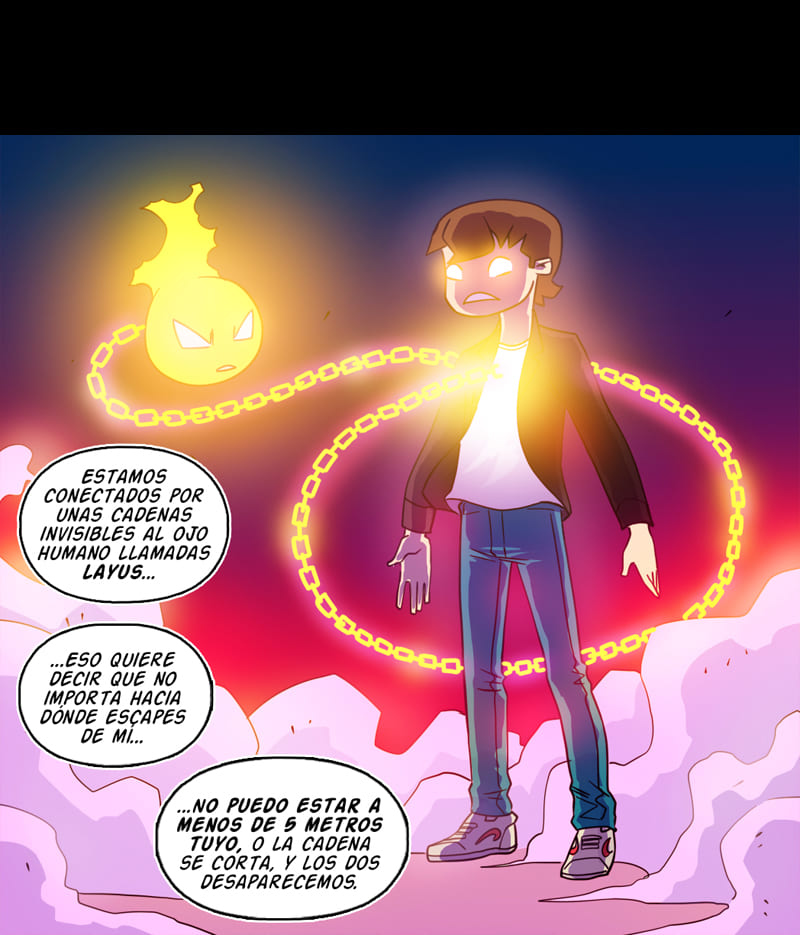 ESTAMOS
CONECTADOS POR
UNAS CADENAS
INVISIBLES AL OJO
HUMANO LLAMADAS
LAYUS...
...ESO QUIERE
DECIR QUE NO
IMPORTA HACIA
DÓNDE ESCAPES
DE MÍ...
...NO PUEDO ESTAR A
MENOS DE 5 METROS
TUYO, O LA CADENA
SE CORTA, Y LOS DOS
DESAPARECEMOS.